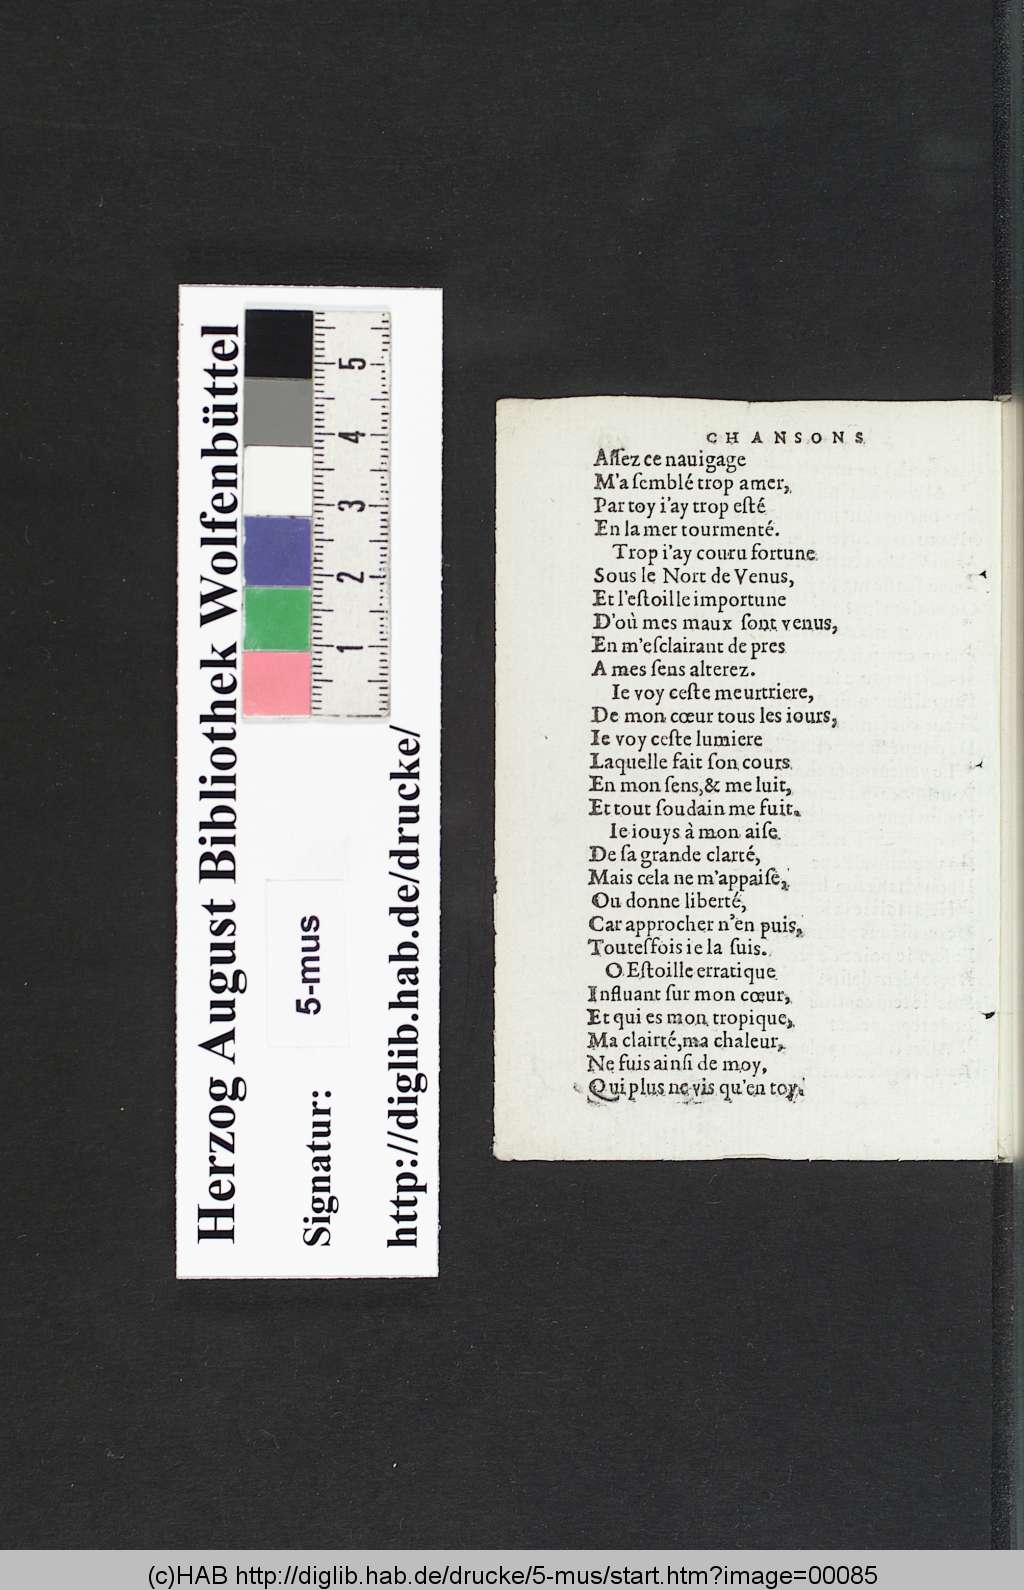 Herzog August Bibliothek Wolfenbüttel
Signatur:
5-mus
http://diglib.hab.de/drucke/
5
4
3
2
1
CHANSONS
Aſſez ce nauigage
M'a ſemblé trop amer,
Par toy i'ay trop eſté
En la mer tourmenté.
Trop i'ay couru fortune
Sous le Nort de Venus,
Et l'eſtoille importune
D'où mes maux ſont venus,
En m'eſclairant de pres
A mes ſens alterez.
Ie voy ceſte meurtriere,
De mon cœur tous les iours,
Ie voy ceſte lumiere
Laquelle fait ſon cours
En mon ſens,& me luit,
Et tout ſoudain me fuit.
Ie iouys à mon aiſe
De ſa grande clarté,
Mais cela ne m'appaiſe,
Ou donne liberté,
Car approcher n'en puis,
Touteſfois ie la ſuis.
O Eſtoille erratique
Influant ſur mon cœur,
Et qui es mon tropique,
Ma clairté,ma chaleur,
Ne fuis ainſi de moy,
Qui plus ne vis qu'en toy.
(c)HAB http://diglib.hab.de/drucke/5-mus/start.htm?image=00085